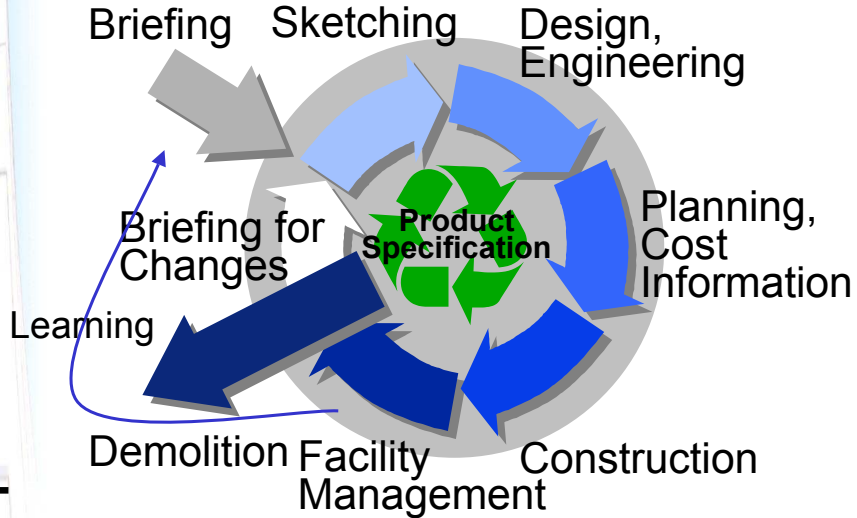 Briefing
Sketching
Design,
Engineering
Product
Specification
Planning,
Cost
Information
Briefing for
Changes
Learning
Demolition
Facility
Management
Construction